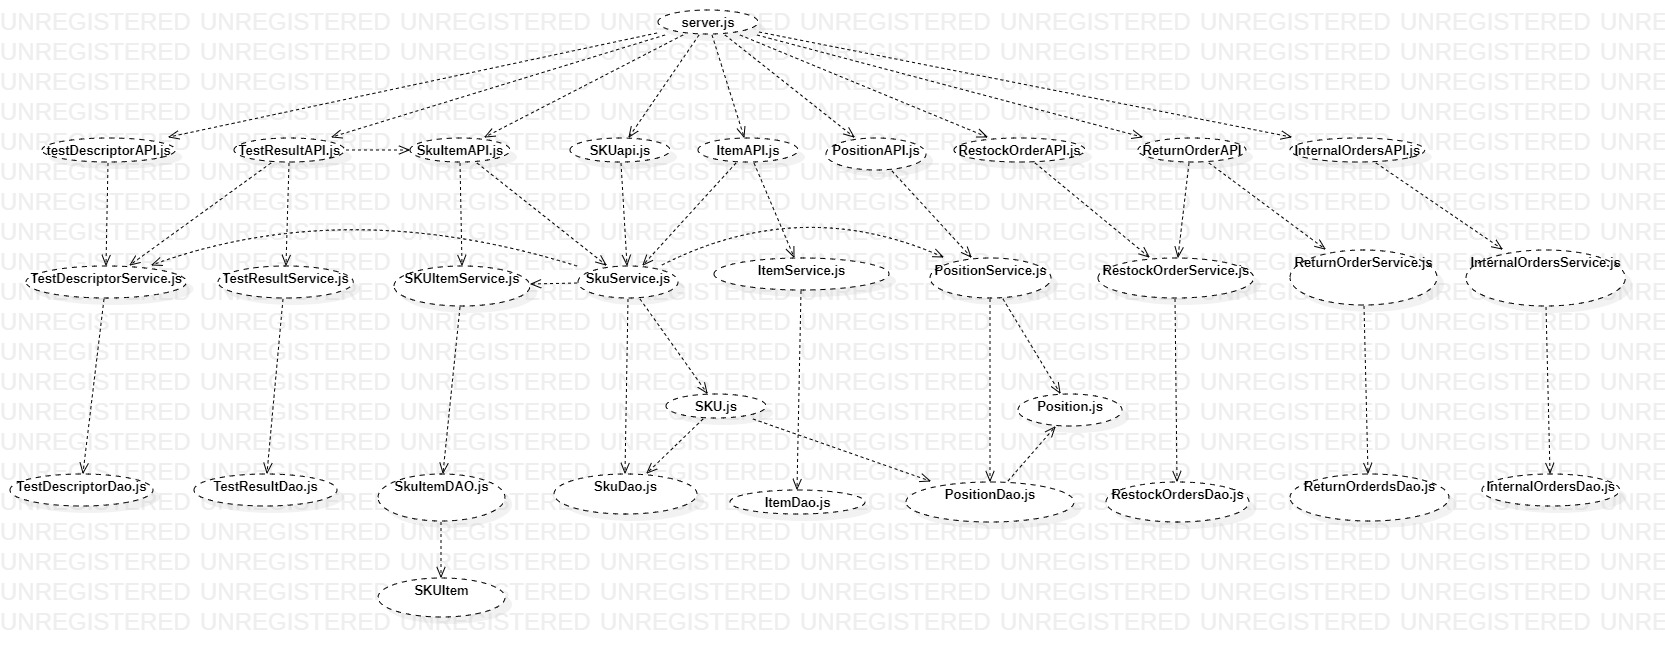 server.js
testDescriptorAPI.js
TestResultAPI.js
SkuItemAPI.js
SKUapi.js
ItemAPI.js
PositionAPI.js
RestockOrderAPI.js
ReturnOrderAPI
InternalOrdersAPI.js
TestDescriptorService.js
TestResultService.js
SKUItemService.js
SkuService.js
ItemService.js
PositionService.js
RestockOrderService.js
ReturnOrderService.js
InternalOrdersService.js
SKU.js
Position.js
TestDescriptorDao.js
TestResultDao.js
SkuItemDAO.js
SkuDao.js
ItemDao.js
PositionDao.js
RestockOrdersDao.js
ReturnOrderdsDao.js
InternalOrdersDao.js
SKUItem
UNREGISTERED UNREGISTERED UNREGISTERED UNREGISTERED UNREGISTERED UNREGISTERED UNREGISTERED UNREGISTERED UNRE